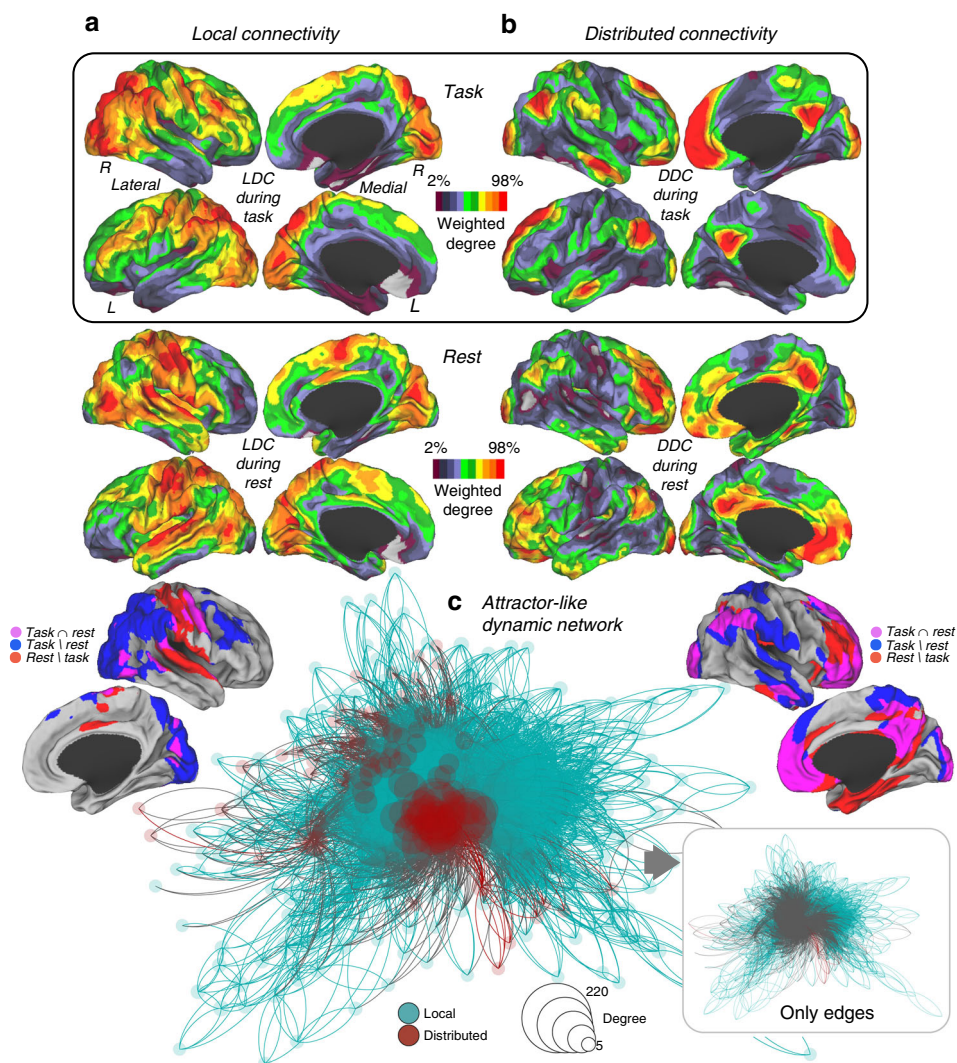 a
Local connectivity
b
Distributed connectivity
Task
R
Lateral
LDC
during
task
Medial
R
2% 98%
Weighted
degree
DDC
during
task
L
L
Rest
LDC
during
rest
2% 98%
Weighted
degree
DDC
during
rest
c
Attractor-like
dynamic network
Task ∩ rest
Task \ rest
Rest \ task
Task ∩ rest
Task \ rest
Rest \ task
Local
Distributed
220
Degree
5
Only edges